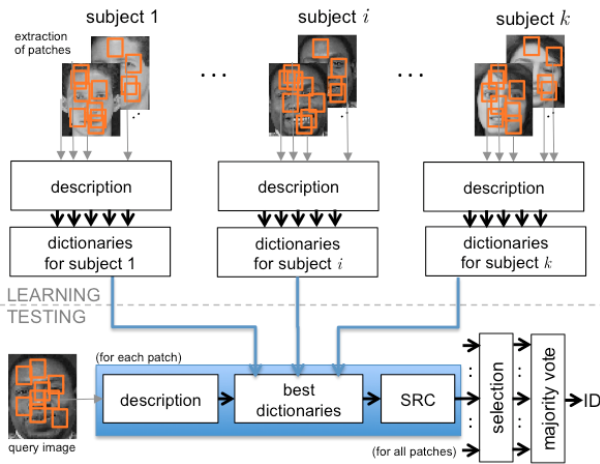 subject 1
subject i
subject k
extraction
of patches
...
...
description
description
description
dictionaries
for subject 1
dictionaries
for subject i
dictionaries
for subject k
LEARNING
TESTING
(for each patch)
description
best
dictionaries
SRC
selection
majority vote
ID
query image
(for all patches)